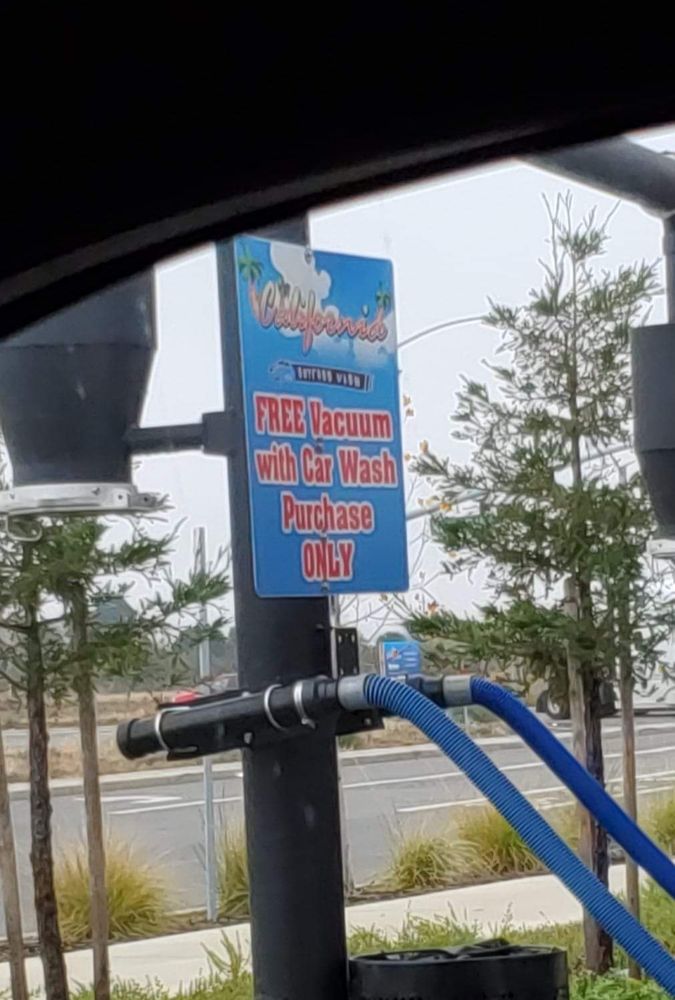 California
FREE Vacuum
with Car Wash
Purchase
ONLY